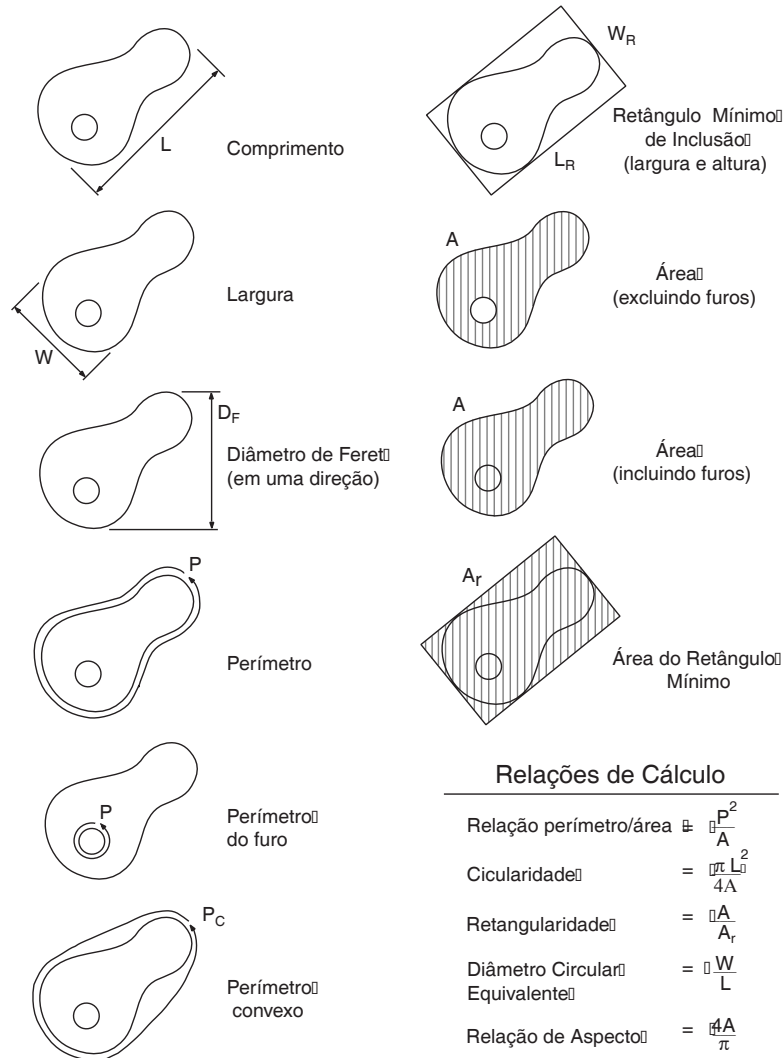 L
Comprimento
W
Largura
D_F
Diâmetro de Feret
(em uma direção)
P
Perímetro
P
Perímetro
do furo
P_C
Perímetro
convexo
W_R
L_R
Retângulo Mínimo
de Inclusão
(largura e altura)
A
Área
(excluindo furos)
A
Área
(incluindo furos)
A_r
Área do Retângulo
Mínimo
Relações de Cálculo
Relação perímetro/área = P²/A
Cicularidade = π L²/4A
Retangularidade = A/A_r
Diâmetro Circular = W/L
Equivalente
Relação de Aspecto = 4A/π